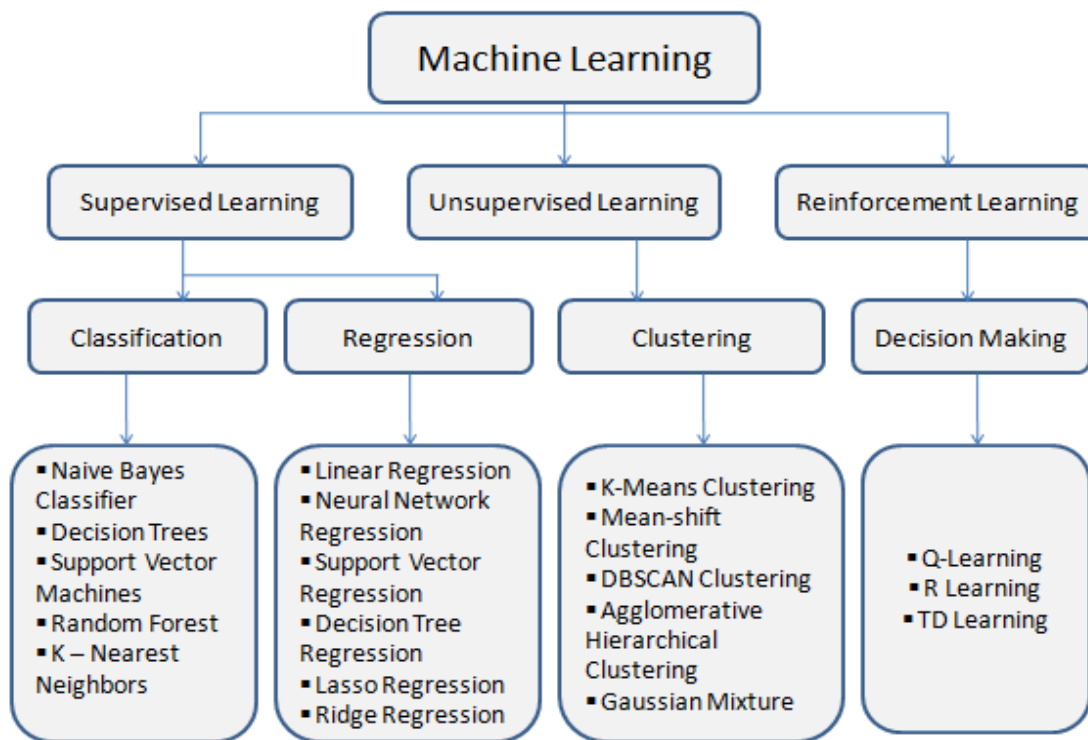 Machine Learning
Supervised Learning
Unsupervised Learning
Reinforcement Learning
Classification
Regression
Clustering
Decision Making
▪ Naive Bayes
Classifier
▪ Decision Trees
▪ Support Vector
Machines
▪ Random Forest
▪ K – Nearest
Neighbors
▪ Linear Regression
▪ Neural Network
Regression
▪ Support Vector
Regression
▪ Decision Tree
Regression
▪ Lasso Regression
▪ Ridge Regression
▪ K-Means Clustering
▪ Mean-shift
Clustering
▪ DBSCAN Clustering
▪ Agglomerative
Hierarchical
Clustering
▪ Gaussian Mixture
▪ Q-Learning
▪ R Learning
▪ TD Learning